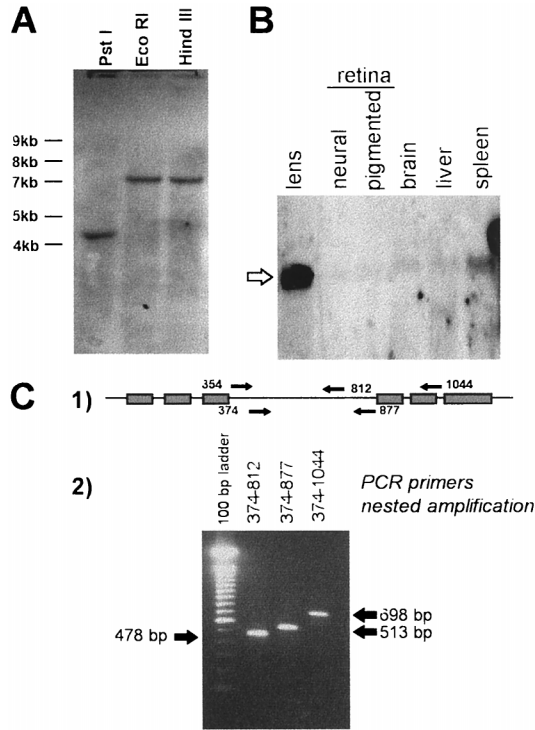 A
Pst I
Eco RI
Hind III
9kb
8kb
7kb
5kb
4kb
B
retina
lens
neural
pigmented
brain
liver
spleen
C
1)
354
812
1044
374
877
2)
100 bp ladder
374-812
374-877
374-1044
PCR primers
nested amplification
478 bp
698 bp
513 bp